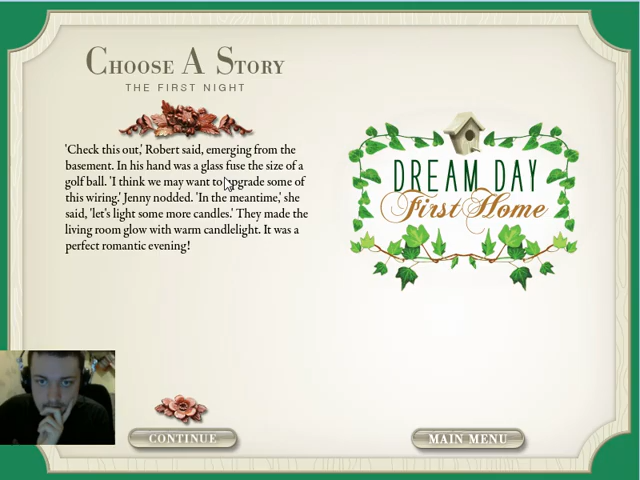 CHOOSE A STORY
THE FIRST NIGHT
'Check this out,' Robert said, emerging from the
basement. In his hand was a glass fuse the size of a
golf ball. 'I think we may want to upgrade some of
this wiring.' Jenny nodded. 'In the meantime,' she
said, 'let's light some more candles.' They made the
living room glow with warm candlelight. It was a
perfect romantic evening!
DREAM DAY
First Home
CONTINUE
MAIN MENU